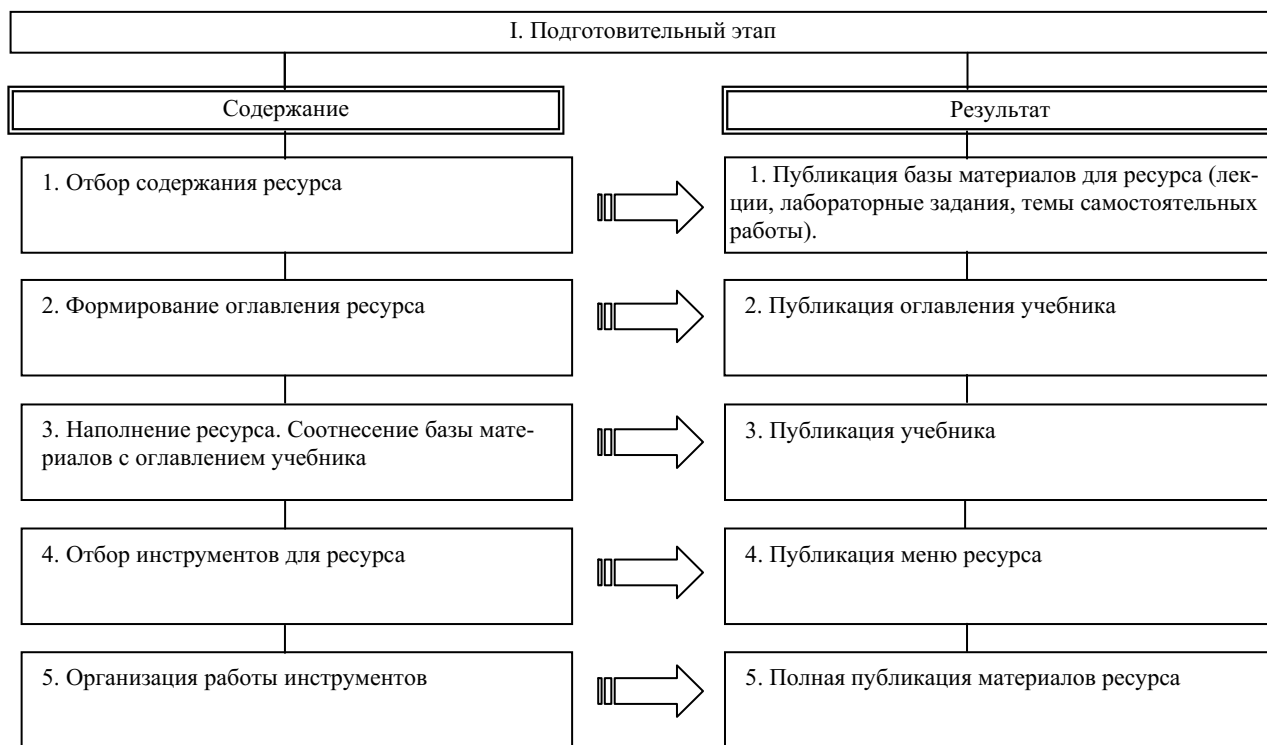 I. Подготовительный этап
Содержание
Результат
1. Отбор содержания ресурса
1. Публикация базы материалов для ресурса (лек-
ции, лабораторные задания, темы самостоятельных
работы).
2. Формирование оглавления ресурса
2. Публикация оглавления учебника
3. Наполнение ресурса. Соотнесение базы мате-
риалов с оглавлением учебника
3. Публикация учебника
4. Отбор инструментов для ресурса
4. Публикация меню ресурса
5. Организация работы инструментов
5. Полная публикация материалов ресурса